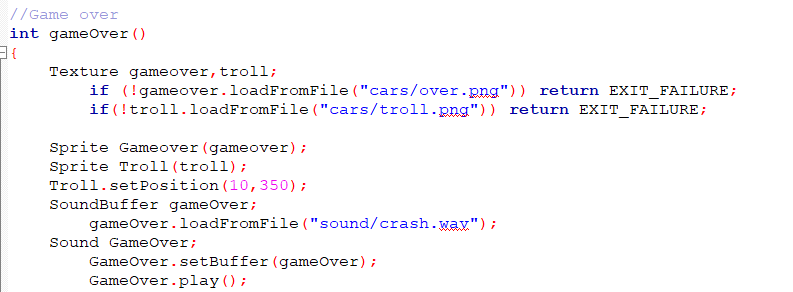 //Game over
int gameOver()
{
Texture gameover,troll;
if (!gameover.loadFromFile("cars/over.png")) return EXIT_FAILURE;
if(!troll.loadFromFile("cars/troll.png")) return EXIT_FAILURE;
Sprite Gameover(gameover);
Sprite Troll(troll);
Troll.setPosition(10,350);
SoundBuffer gameOver;
gameOver.loadFromFile("sound/crash.wav");
Sound GameOver;
GameOver.setBuffer(gameOver);
GameOver.play();